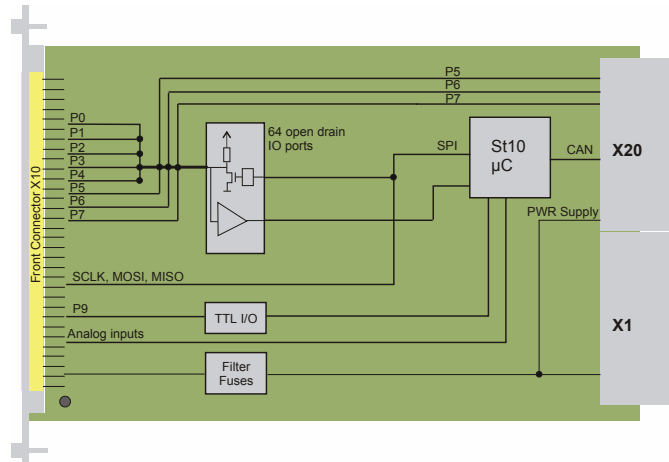 P5
P6
P7
P0
P1
P2
P3
P4
P5
P6
P7
64 open drain
IO ports
SPI
St10
µC
CAN
X20
PWR Supply
Front Connector X10
SCLK, MOSI, MISO
P9
TTL I/O
Analog inputs
X1
Filter
Fuses